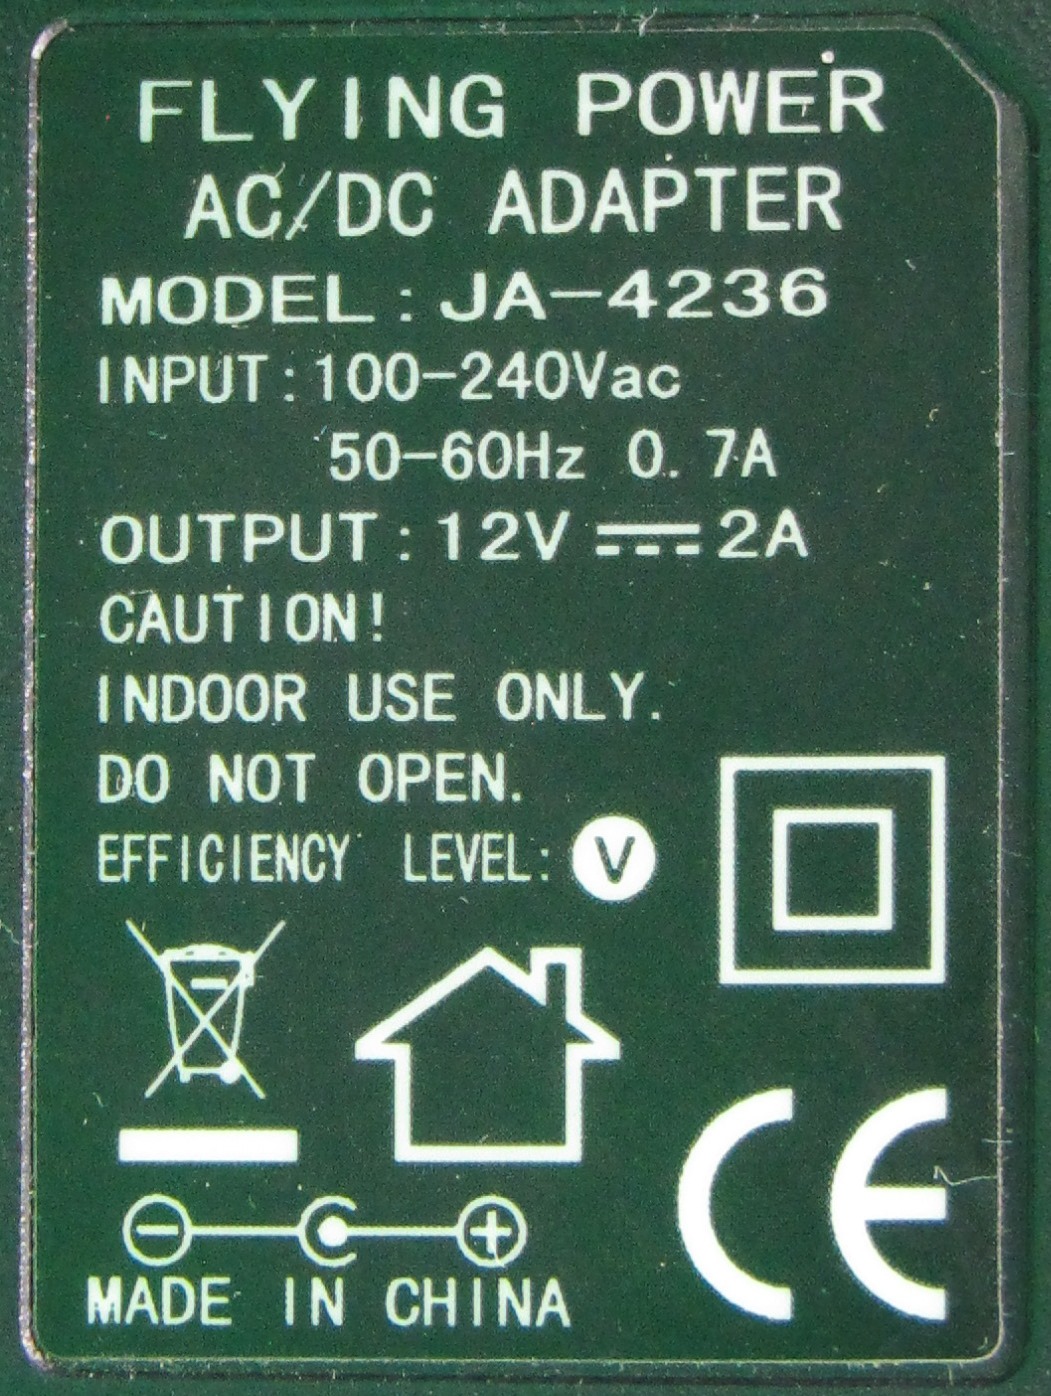 FLYING POWER
AC/DC ADAPTER
MODEL: JA-4236
INPUT: 100-240Vac
50-60Hz 0.7A
OUTPUT: 12V ⎓ 2A
CAUTION!
INDOOR USE ONLY.
DO NOT OPEN.
EFFICIENCY LEVEL: V
CE
MADE IN CHINA